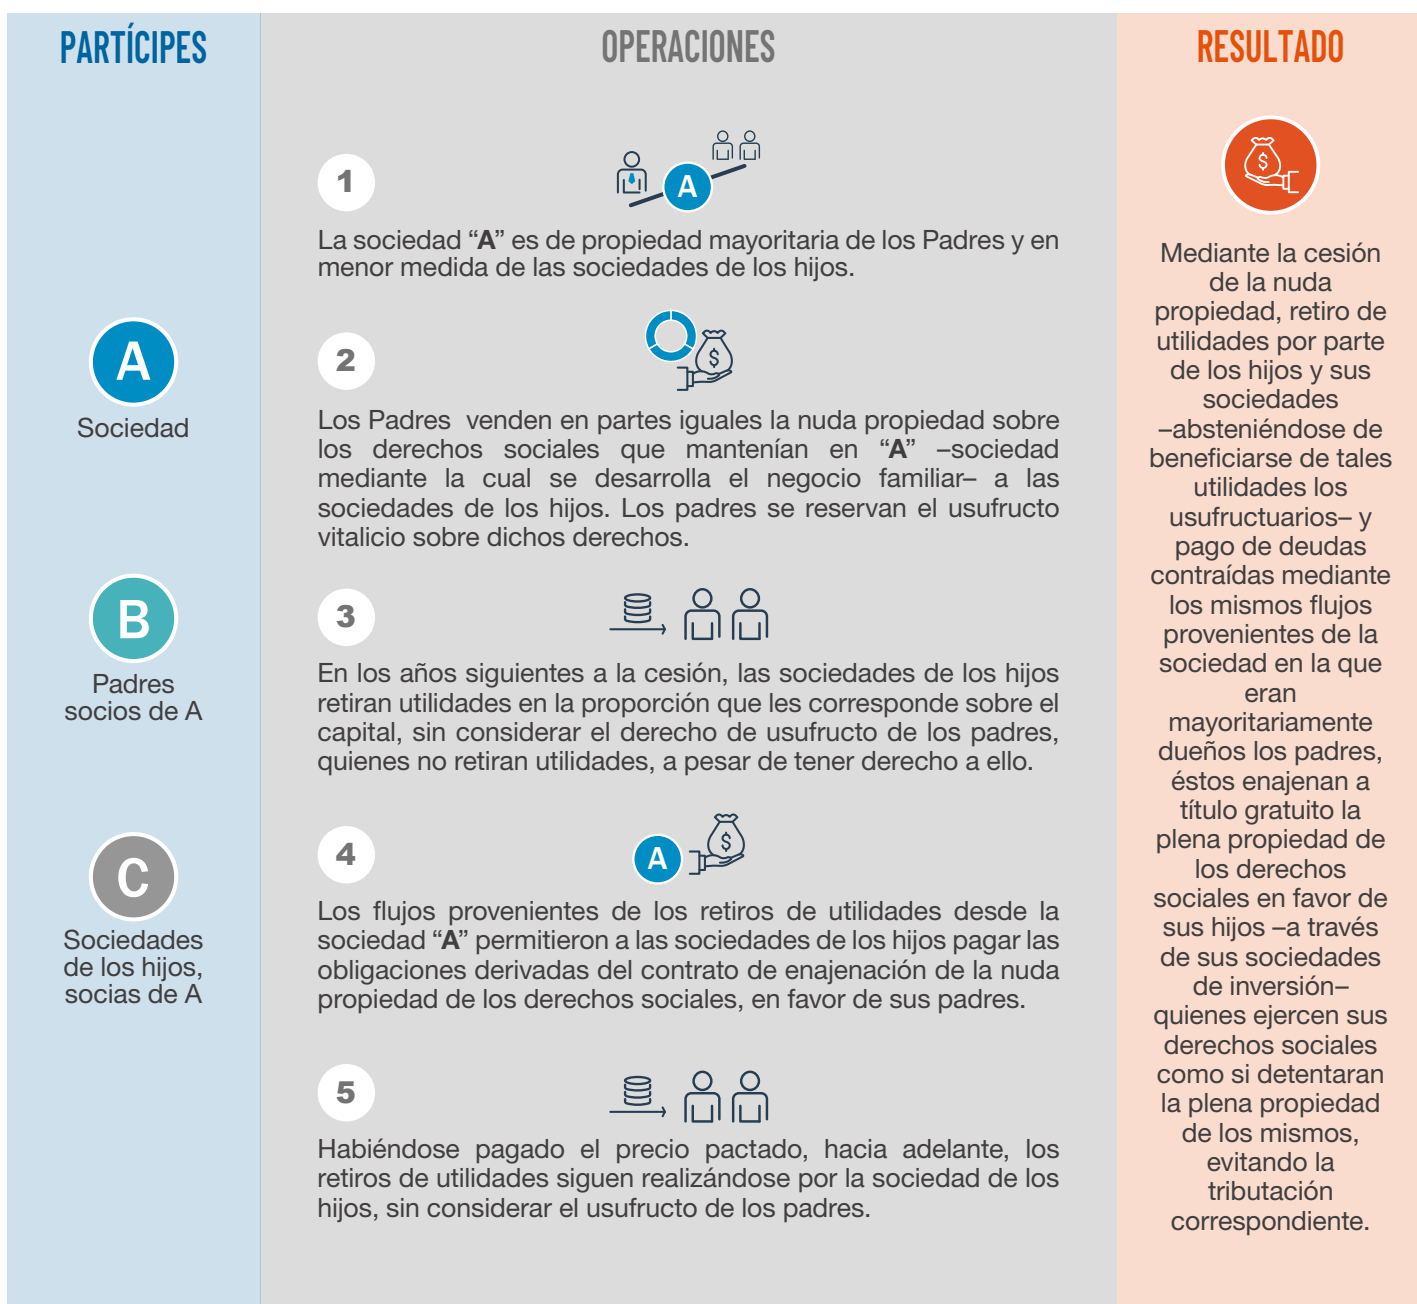 PARTÍCIPES
A
Sociedad
B
Padres
socios de A
C
Sociedades
de los hijos,
socias de A
OPERACIONES
1
A
La sociedad “A” es de propiedad mayoritaria de los Padres y en
menor medida de las sociedades de los hijos.
2
$
Los Padres venden en partes iguales la nuda propiedad sobre
los derechos sociales que mantenían en “A” –sociedad
mediante la cual se desarrolla el negocio familiar– a las
sociedades de los hijos. Los padres se reservan el usufructo
vitalicio sobre dichos derechos.
3
En los años siguientes a la cesión, las sociedades de los hijos
retiran utilidades en la proporción que les corresponde sobre el
capital, sin considerar el derecho de usufructo de los padres,
quienes no retiran utilidades, a pesar de tener derecho a ello.
4
A
$
Los flujos provenientes de los retiros de utilidades desde la
sociedad “A” permitieron a las sociedades de los hijos pagar las
obligaciones derivadas del contrato de enajenación de la nuda
propiedad de los derechos sociales, en favor de sus padres.
5
Habiéndose pagado el precio pactado, hacia adelante, los
retiros de utilidades siguen realizándose por la sociedad de los
hijos, sin considerar el usufructo de los padres.
RESULTADO
$
Mediante la cesión
de la nuda
propiedad, retiro de
utilidades por parte
de los hijos y sus
sociedades
–absteniéndose de
beneficiarse de tales
utilidades los
usufructuarios– y
pago de deudas
contraídas mediante
los mismos flujos
provenientes de la
sociedad en la que
eran
mayoritariamente
dueños los padres,
éstos enajenan a
título gratuito la
plena propiedad de
los derechos
sociales en favor de
sus hijos –a través
de sus sociedades
de inversión–
quienes ejercen sus
derechos sociales
como si detentaran
la plena propiedad
de los mismos,
evitando la
tributación
correspondiente.